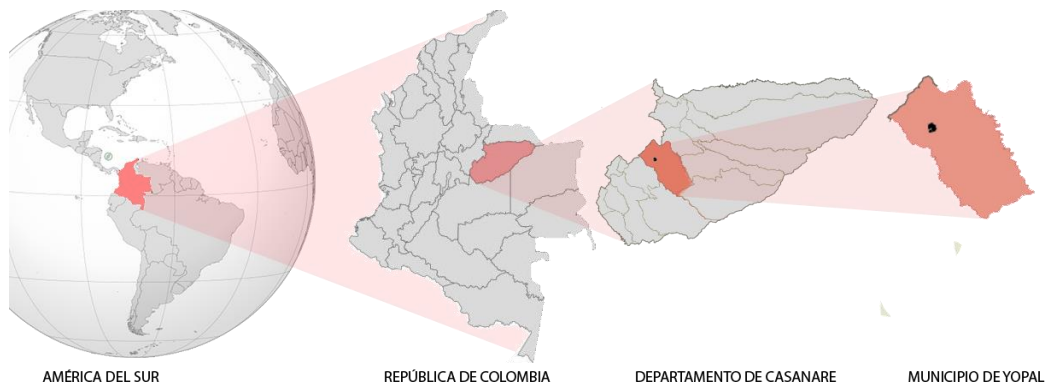 AMÉRICA DEL SUR
REPÚBLICA DE COLOMBIA
DEPARTAMENTO DE CASANARE
MUNICIPIO DE YOPAL